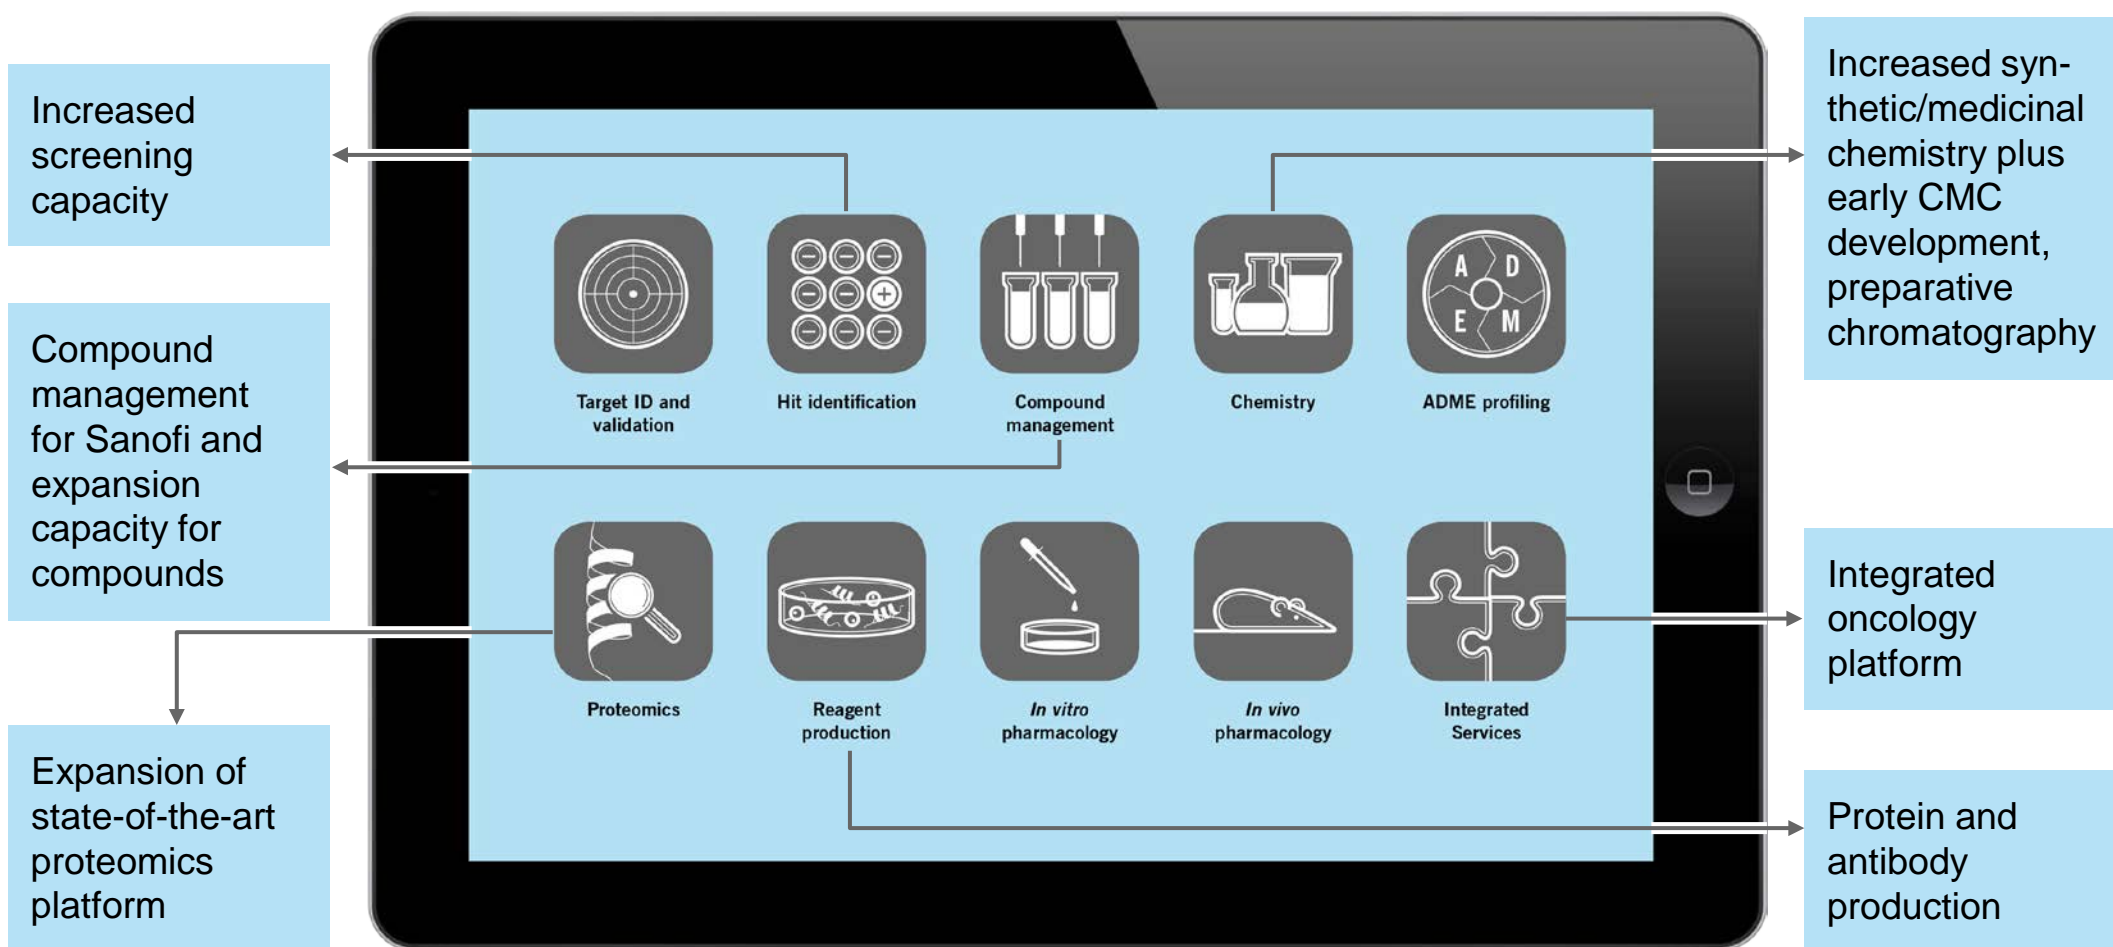 Increased
screening
capacity
Compound
management
for Sanofi and
expansion
capacity for
compounds
Expansion of
state-of-the-art
proteomics
platform
Target ID and
validation
Hit identification
Compound
management
Chemistry
A D
E M
ADME profiling
Proteomics
Reagent
production
In vitro
pharmacology
In vivo
pharmacology
Integrated
Services
Increased syn-
thetic/medicinal
chemistry plus
early CMC
development,
preparative
chromatography
Integrated
oncology
platform
Protein and
antibody
production